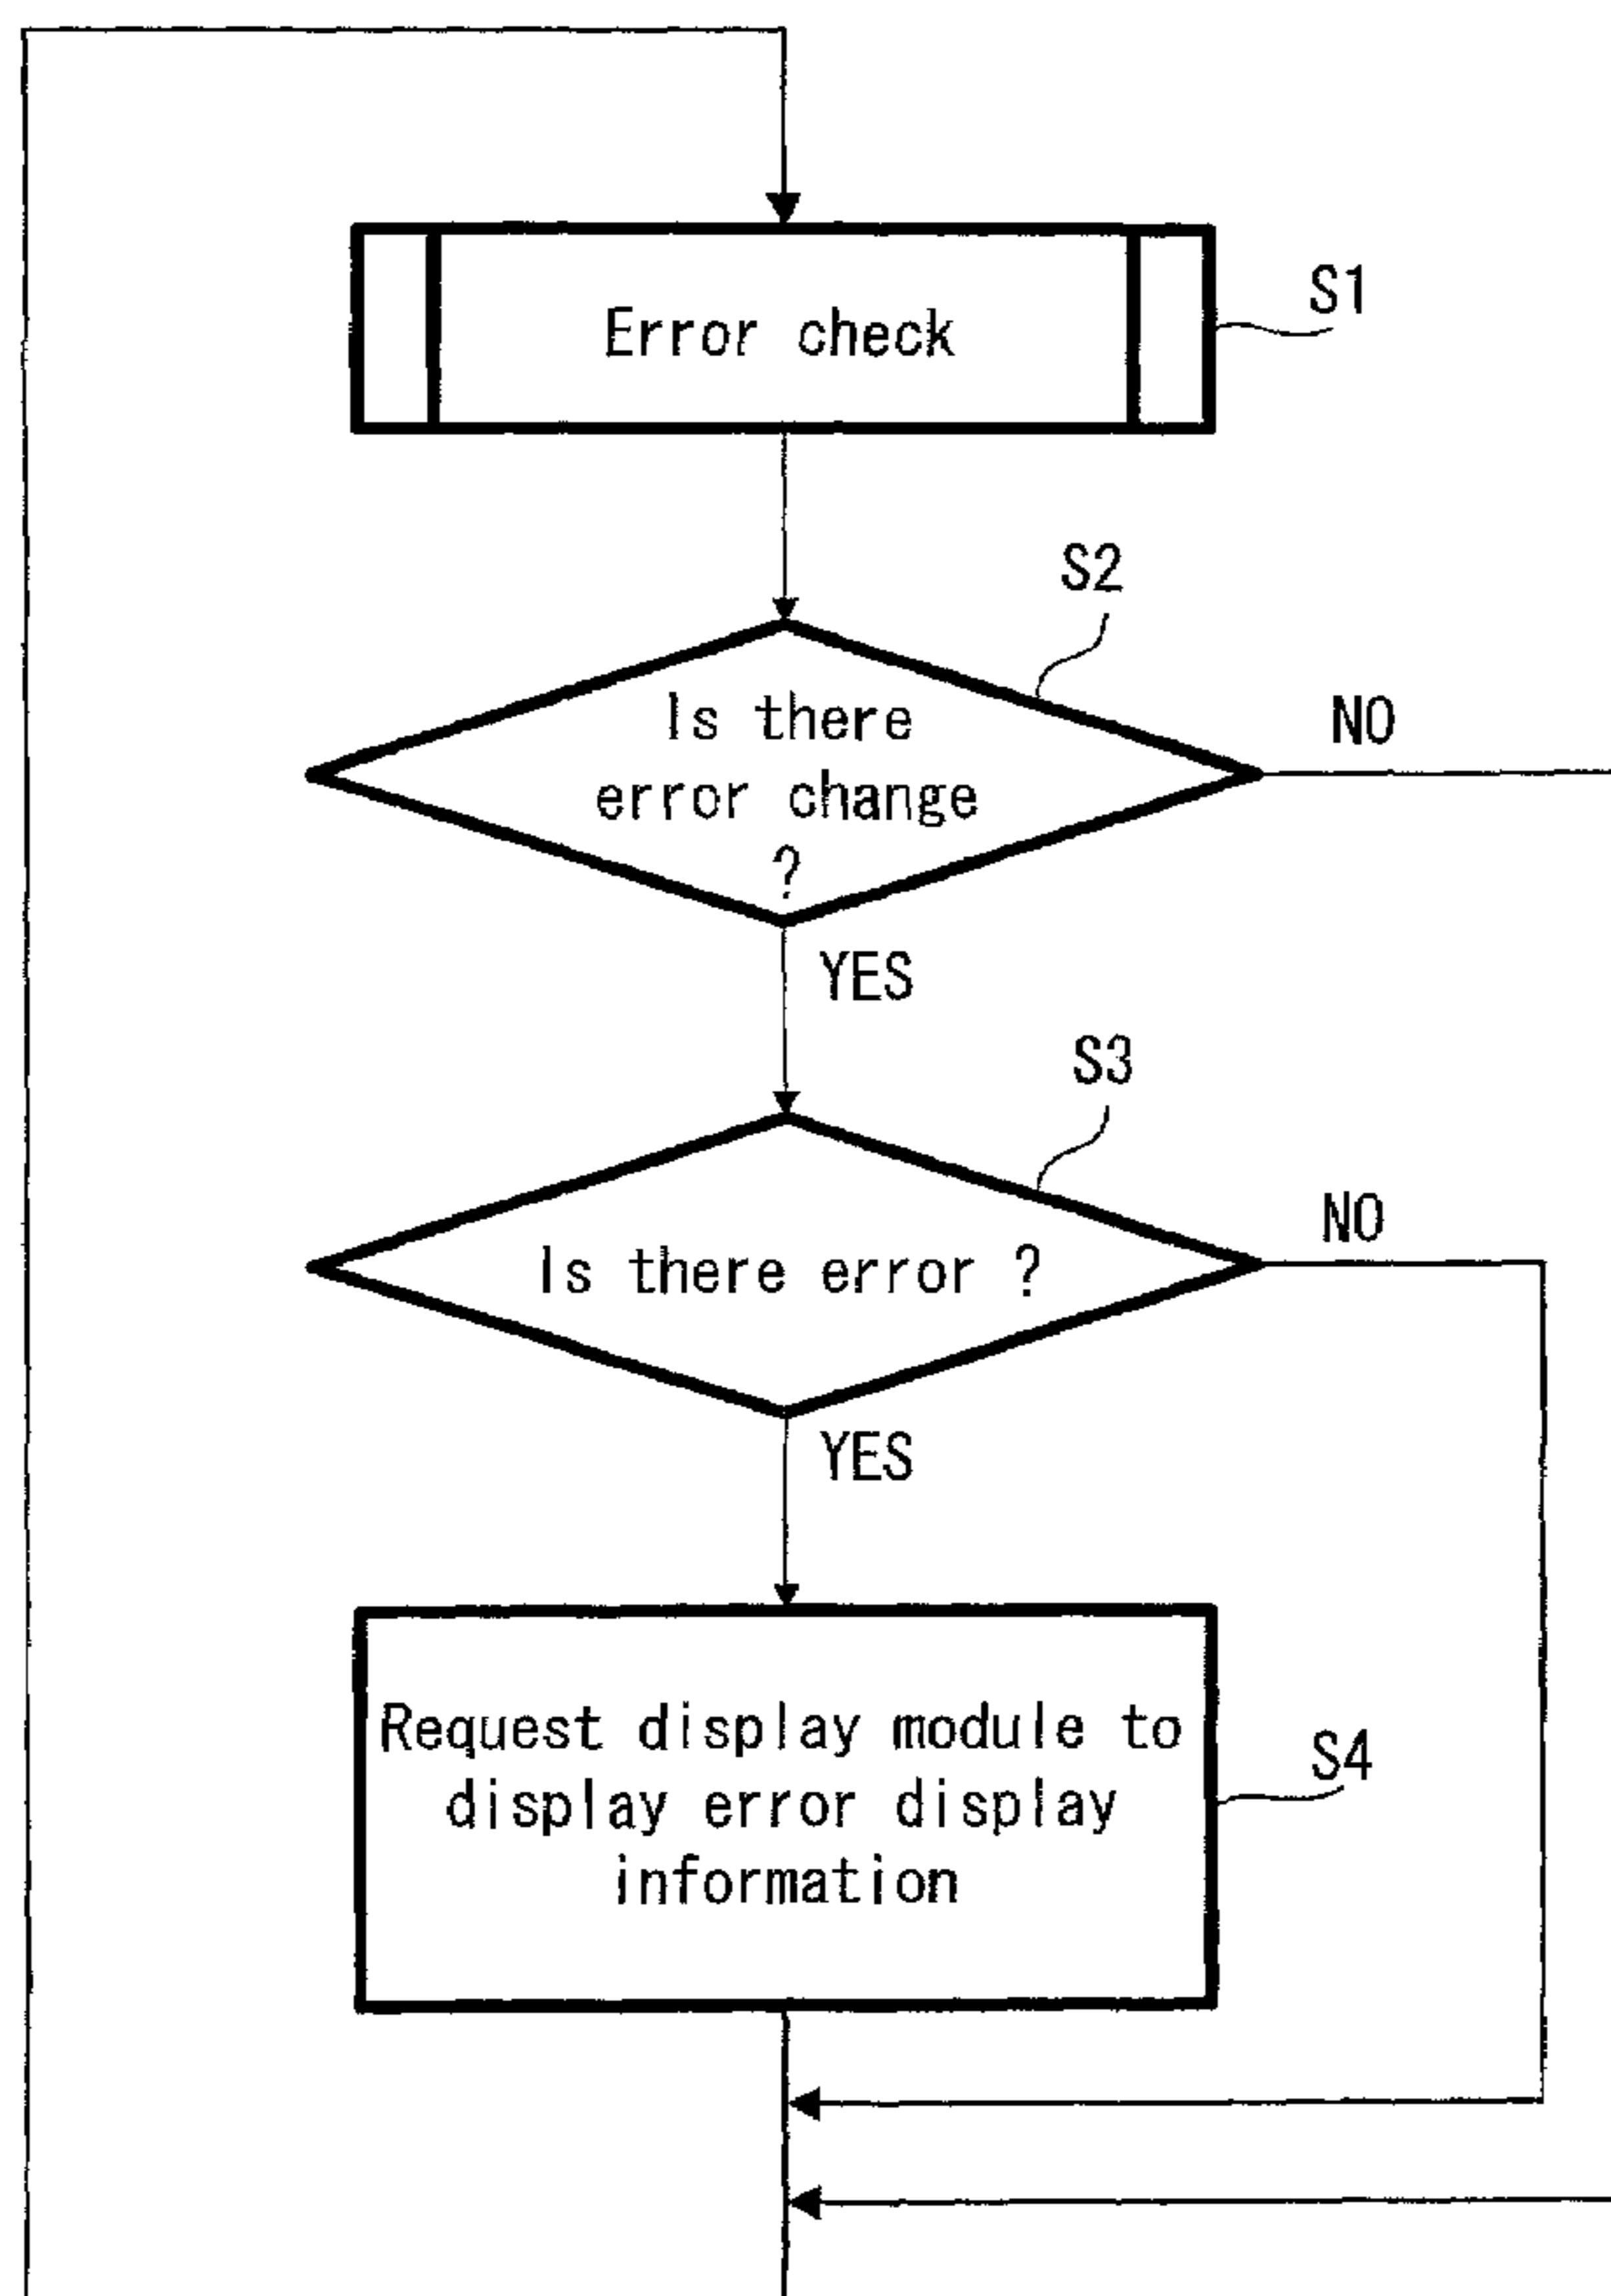 Error check
S1
S2
Is there
error change
?
NO
YES
S3
Is there error ?
NO
YES
Request display module to
display error display
information
S4